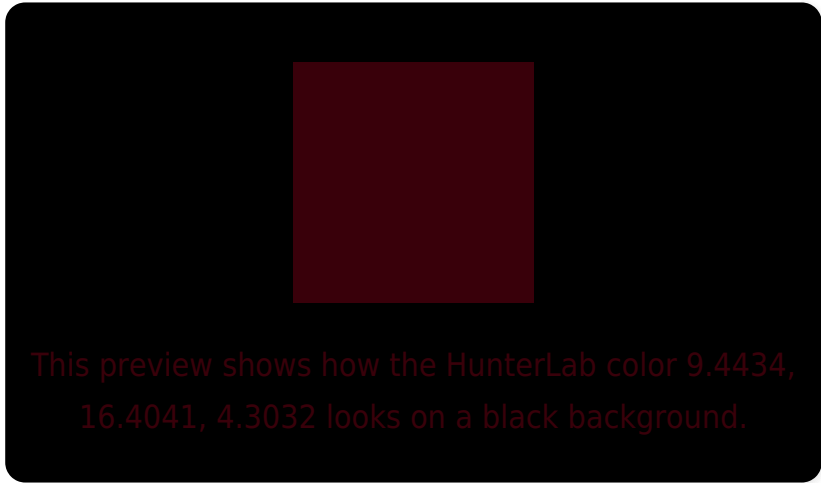 This preview shows how the HunterLab color 9.4434,
16.4041, 4.3032 looks on a black background.